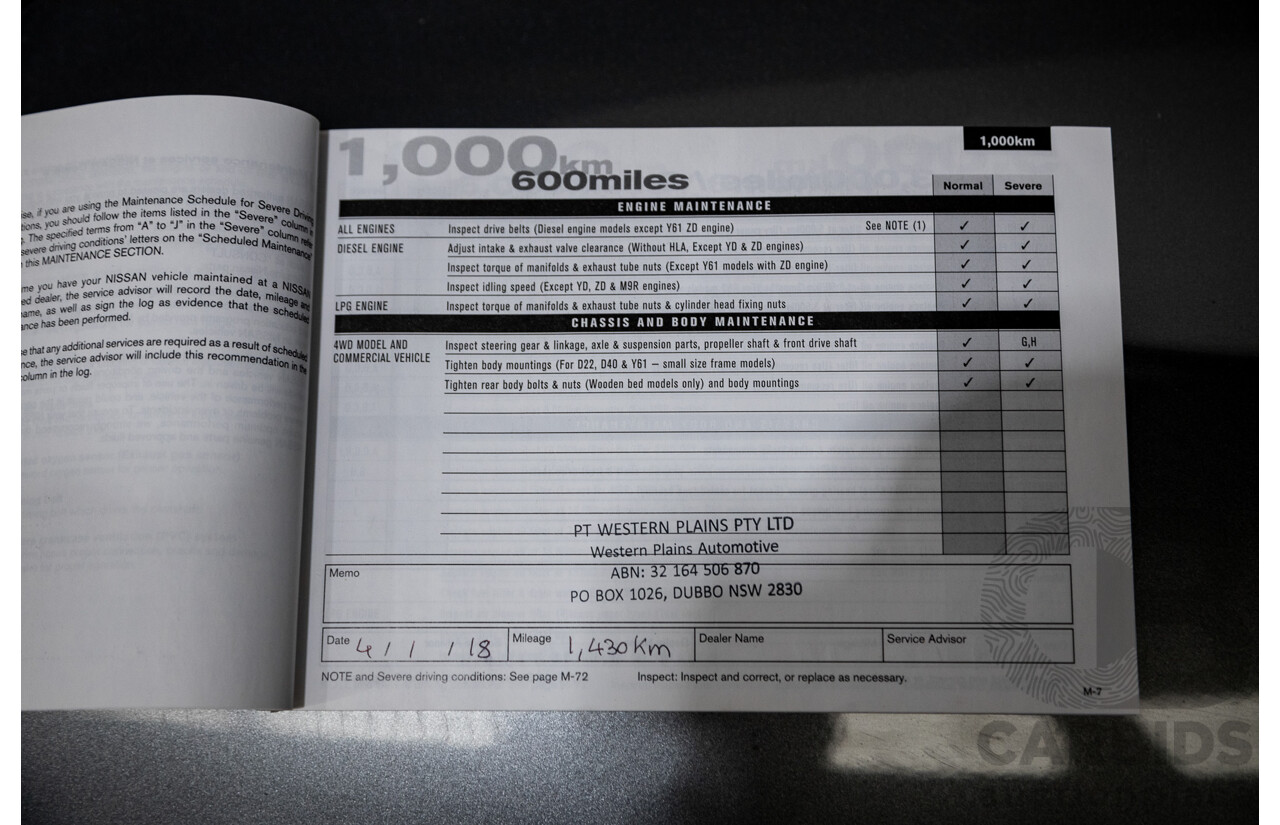 se, if you are using the Maintenance Schedule for Severe Driving
tions, you should follow the items listed in the "Severe" column
The specified terms from "A" to "J" in the "Severe" column
severe driving conditions' letters on the "Scheduled Maintenance"
this MAINTENANCE SECTION.
me you have your NISSAN vehicle maintained at a NISSAN
ed dealer, the service advisor will record the date, mileage and
ame, as well as sign the log as evidence that the scheduled
ance has been performed.
e that any additional services are required as a result of scheduled
nce, the service advisor will include this recommendation in the
olumn in the log.
1,000km
600miles
1,000km
Normal Severe
ENGINE MAINTENANCE
ALL ENGINES Inspect drive belts (Diesel engine models except Y61 ZD engine) See NOTE (1) ✓ ✓
DIESEL ENGINE Adjust intake & exhaust valve clearance (Without HLA, Except YD & ZD engines) ✓ ✓
Inspect torque of manifolds & exhaust tube nuts (Except Y61 models with ZD engine) ✓ ✓
Inspect idling speed (Except YD, ZD & M9R engines) ✓ ✓
LPG ENGINE Inspect torque of manifolds & exhaust tube nuts & cylinder head fixing nuts ✓ ✓
CHASSIS AND BODY MAINTENANCE
4WD MODEL AND Inspect steering gear & linkage, axle & suspension parts, propeller shaft & front drive shaft ✓ G,H
COMMERCIAL VEHICLE Tighten body mountings (For D22, D40 & Y61 – small size frame models) ✓ ✓
Tighten rear body bolts & nuts (Wooden bed models only) and body mountings ✓ ✓
PT WESTERN PLAINS PTY LTD
Western Plains Automotive
Memo ABN: 32 164 506 870
PO BOX 1026, DUBBO NSW 2830
Date 4 / 1 / 18 Mileage 1,430 Km Dealer Name Service Advisor
NOTE and Severe driving conditions: See page M-72 Inspect: Inspect and correct, or replace as necessary.
M-7
CARBIDS